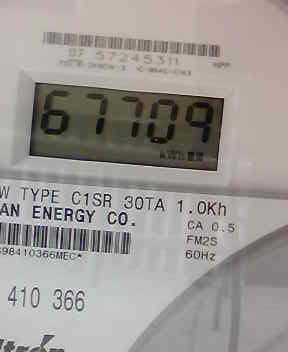 07 57245311
67709
kWh
W TYPE C1SR 30TA 1.0Kh
AN ENERGY CO.
CA 0.5
FM2S
60Hz
98410366MEC*
410 366